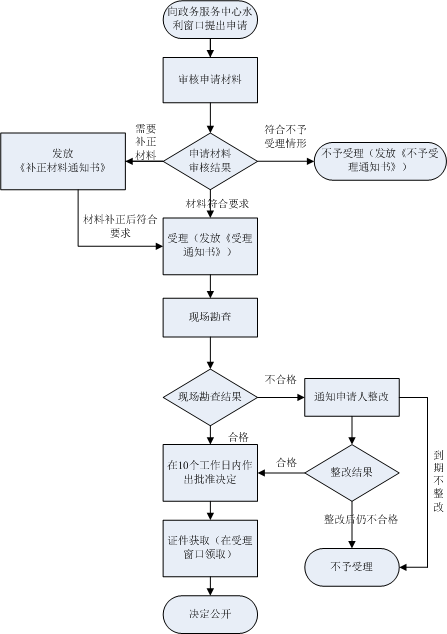 向政务服务中心水
利窗口提出申请
审核申请材料
需要
补正
材料
符合不予
受理情形
发放
《补正材料通知书》
申请材料
审核结果
不予受理（发放《不予受
理通知书》）
材料符合要求
材料补正后符合
要求
受理（发放《受理
通知书》）
现场勘查
现场勘查结果
不合格
通知申请人整改
合格
到期不整改
在10个工作日内作
出批准决定
合格
整改结果
整改后仍不合格
证件获取（在受理
窗口领取）
不予受理
决定公开